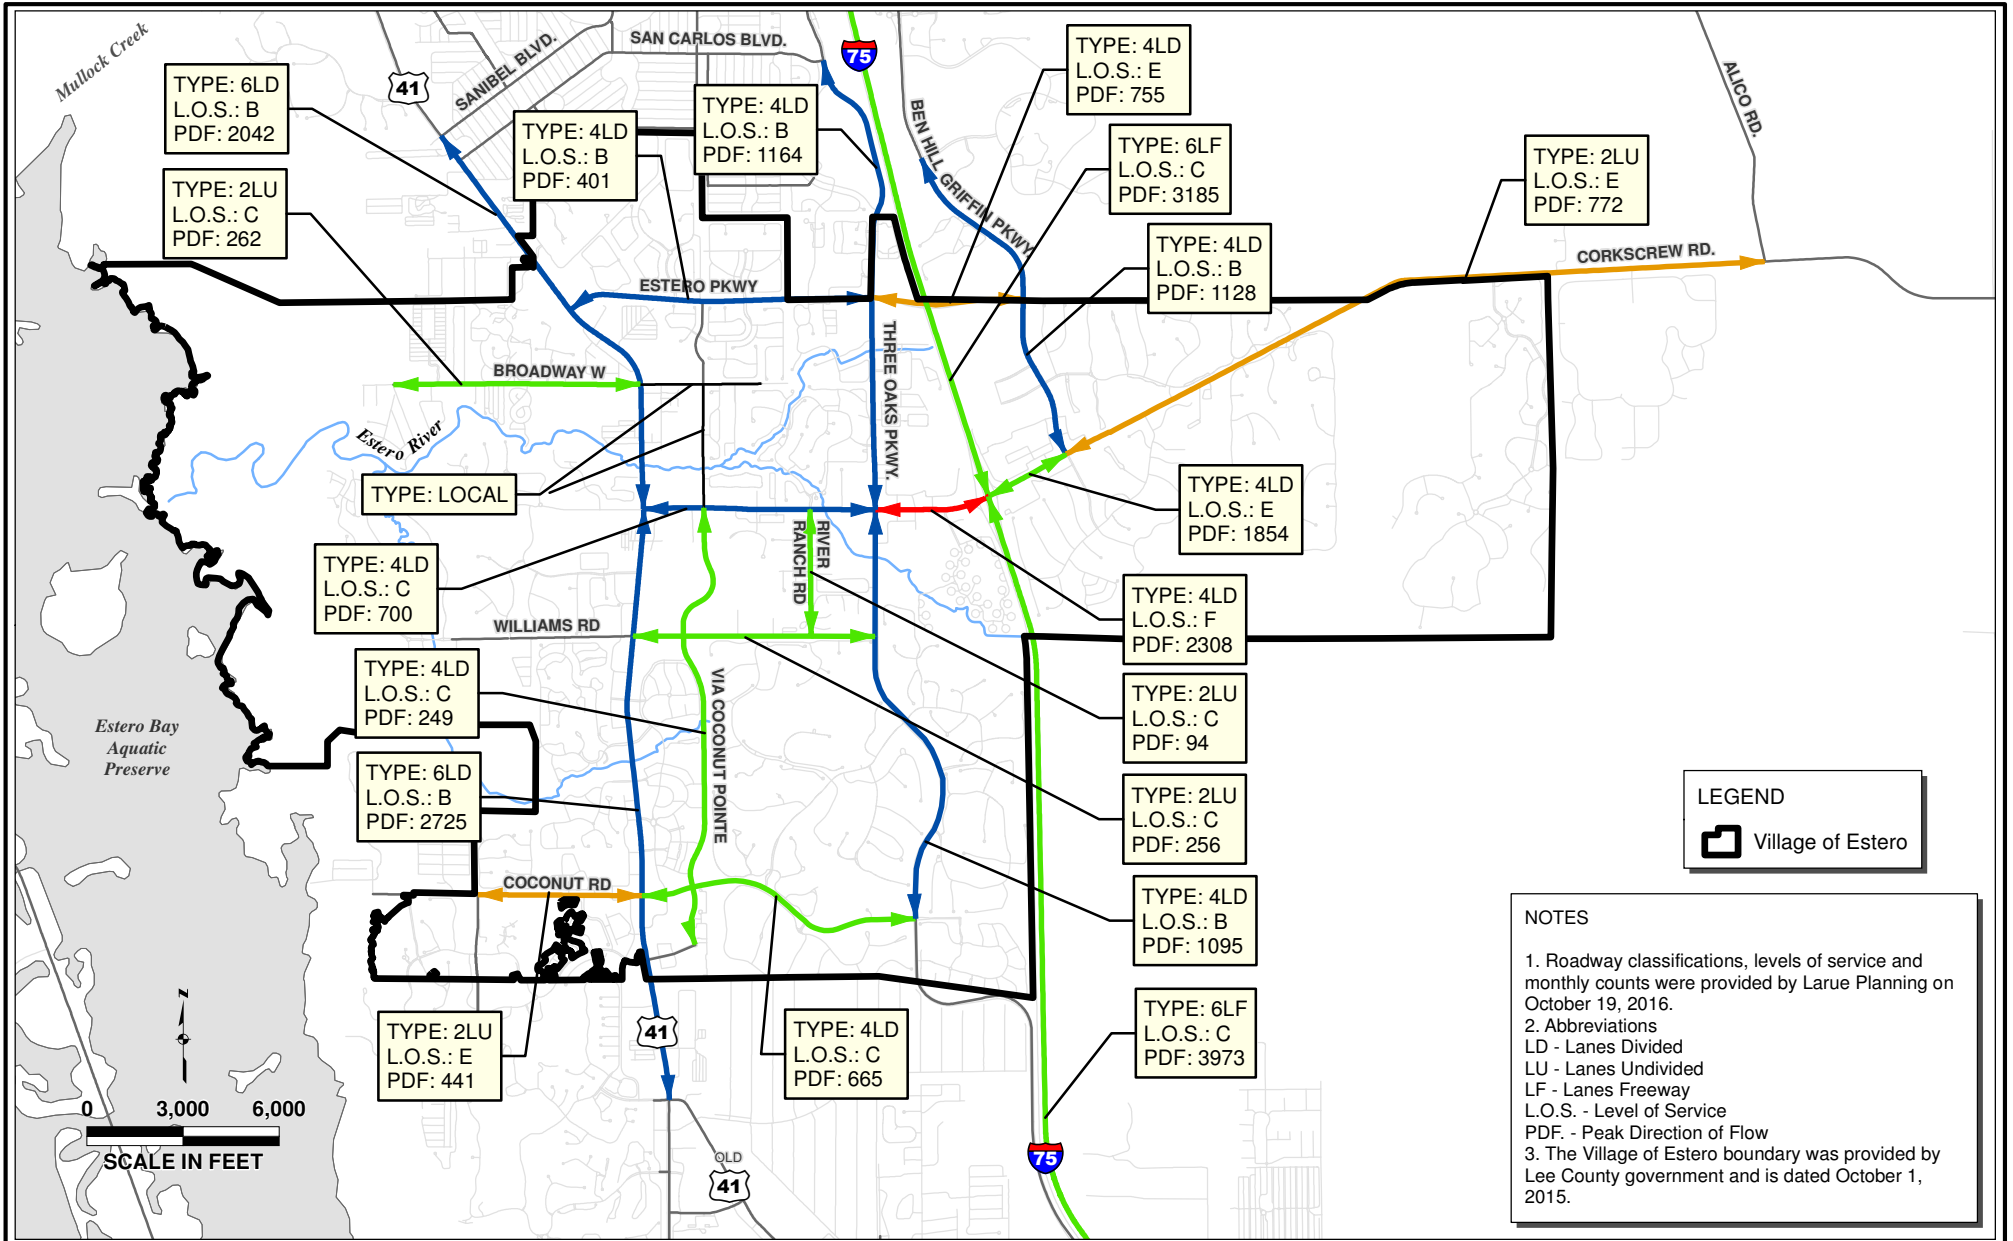 Mullock Creek
41
SANIBEL BLVD.
SAN CARLOS BLVD.
75
BEN HILL GRIFFIN PKWY.
ALICO RD.
CORKSCREW RD.
TYPE: 6LD
L.O.S.: B
PDF: 2042
TYPE: 4LD
L.O.S.: B
PDF: 401
TYPE: 4LD
L.O.S.: B
PDF: 1164
TYPE: 4LD
L.O.S.: E
PDF: 755
TYPE: 6LF
L.O.S.: C
PDF: 3185
TYPE: 2LU
L.O.S.: E
PDF: 772
TYPE: 2LU
L.O.S.: C
PDF: 262
TYPE: 4LD
L.O.S.: B
PDF: 1128
ESTERO PKWY
BROADWAY W
THREE OAKS PKWY.
Estero River
TYPE: LOCAL
TYPE: 4LD
L.O.S.: E
PDF: 1854
RIVER
RANCH RD
TYPE: 4LD
L.O.S.: C
PDF: 700
TYPE: 4LD
L.O.S.: F
PDF: 2308
WILLIAMS RD
TYPE: 4LD
L.O.S.: C
PDF: 249
VIA COCONUT POINTE
TYPE: 2LU
L.O.S.: C
PDF: 94
Estero Bay
Aquatic
Preserve
TYPE: 6LD
L.O.S.: B
PDF: 2725
TYPE: 2LU
L.O.S.: C
PDF: 256
COCONUT RD
TYPE: 4LD
L.O.S.: B
PDF: 1095
TYPE: 2LU
L.O.S.: E
PDF: 441
41
TYPE: 4LD
L.O.S.: C
PDF: 665
TYPE: 6LF
L.O.S.: C
PDF: 3973
75
OLD
41
N
0 3,000 6,000
SCALE IN FEET
LEGEND
Village of Estero
NOTES
1. Roadway classifications, levels of service and
monthly counts were provided by Larue Planning on
October 19, 2016.
2. Abbreviations
LD - Lanes Divided
LU - Lanes Undivided
LF - Lanes Freeway
L.O.S. - Level of Service
PDF. - Peak Direction of Flow
3. The Village of Estero boundary was provided by
Lee County government and is dated October 1,
2015.